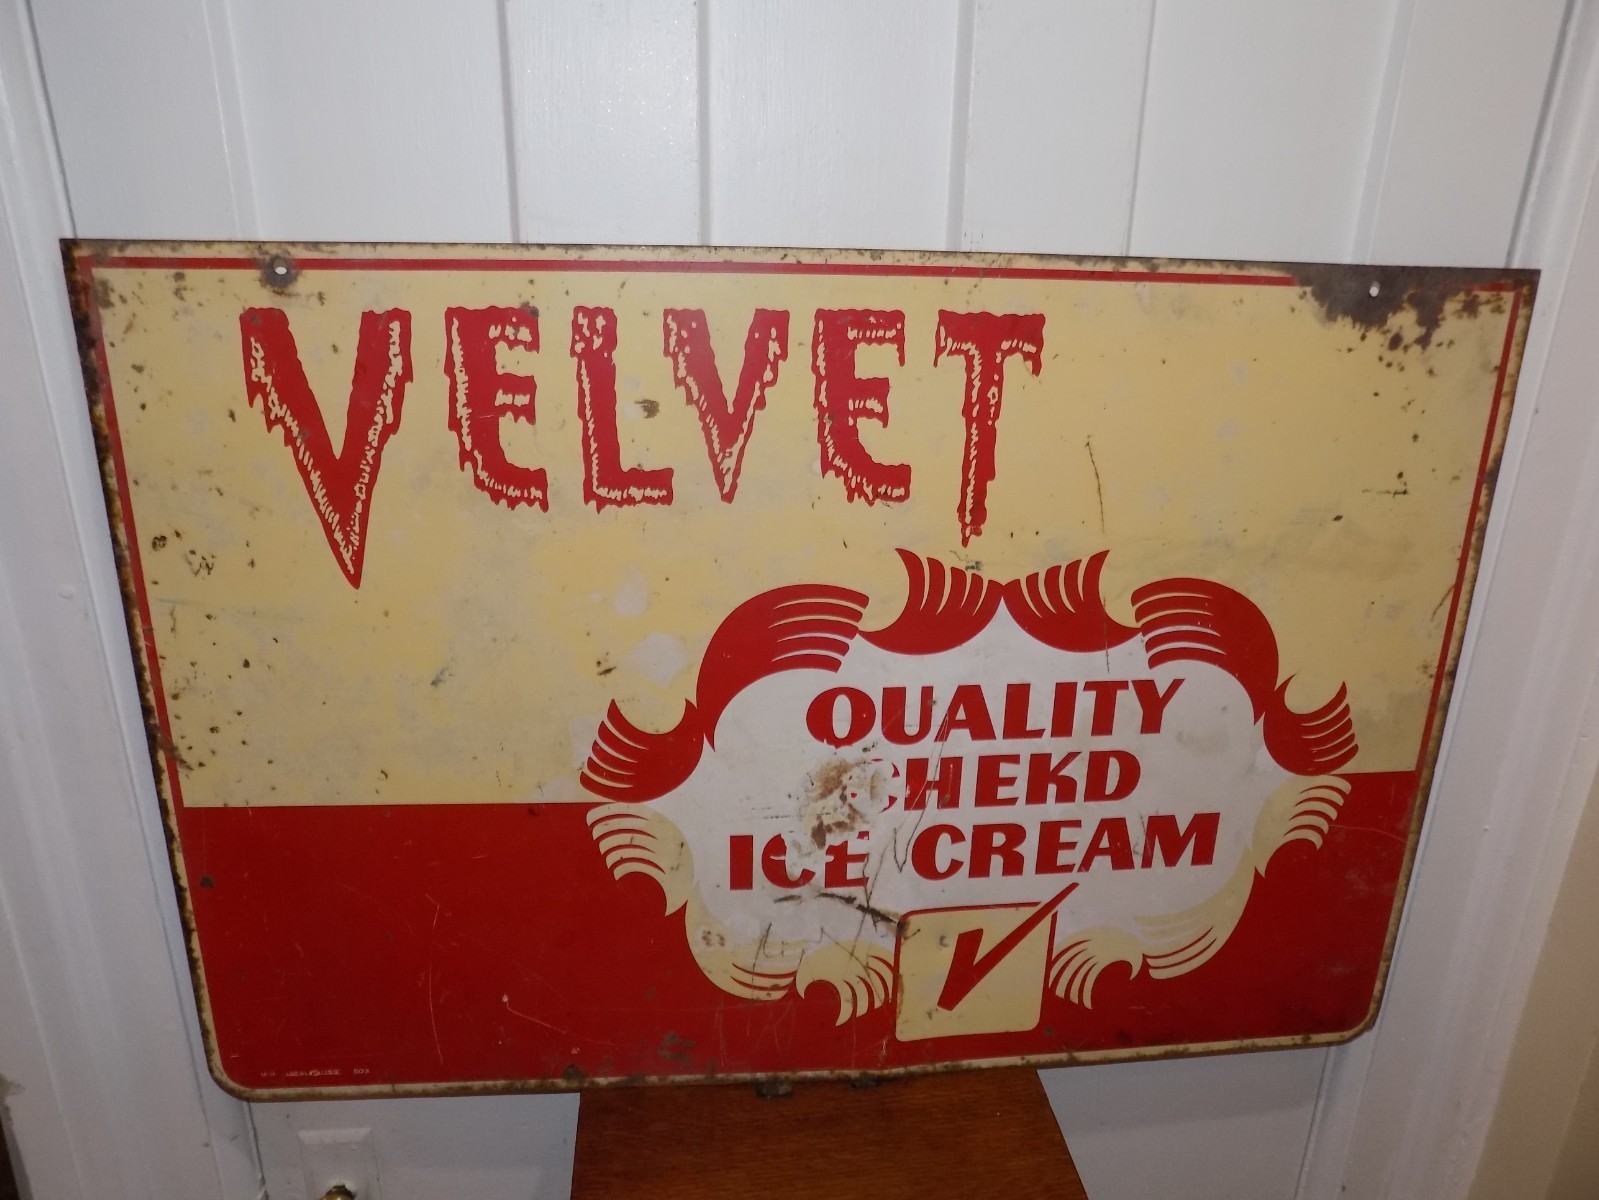 VELVET
QUALITY
CHEKD
ICE CREAM